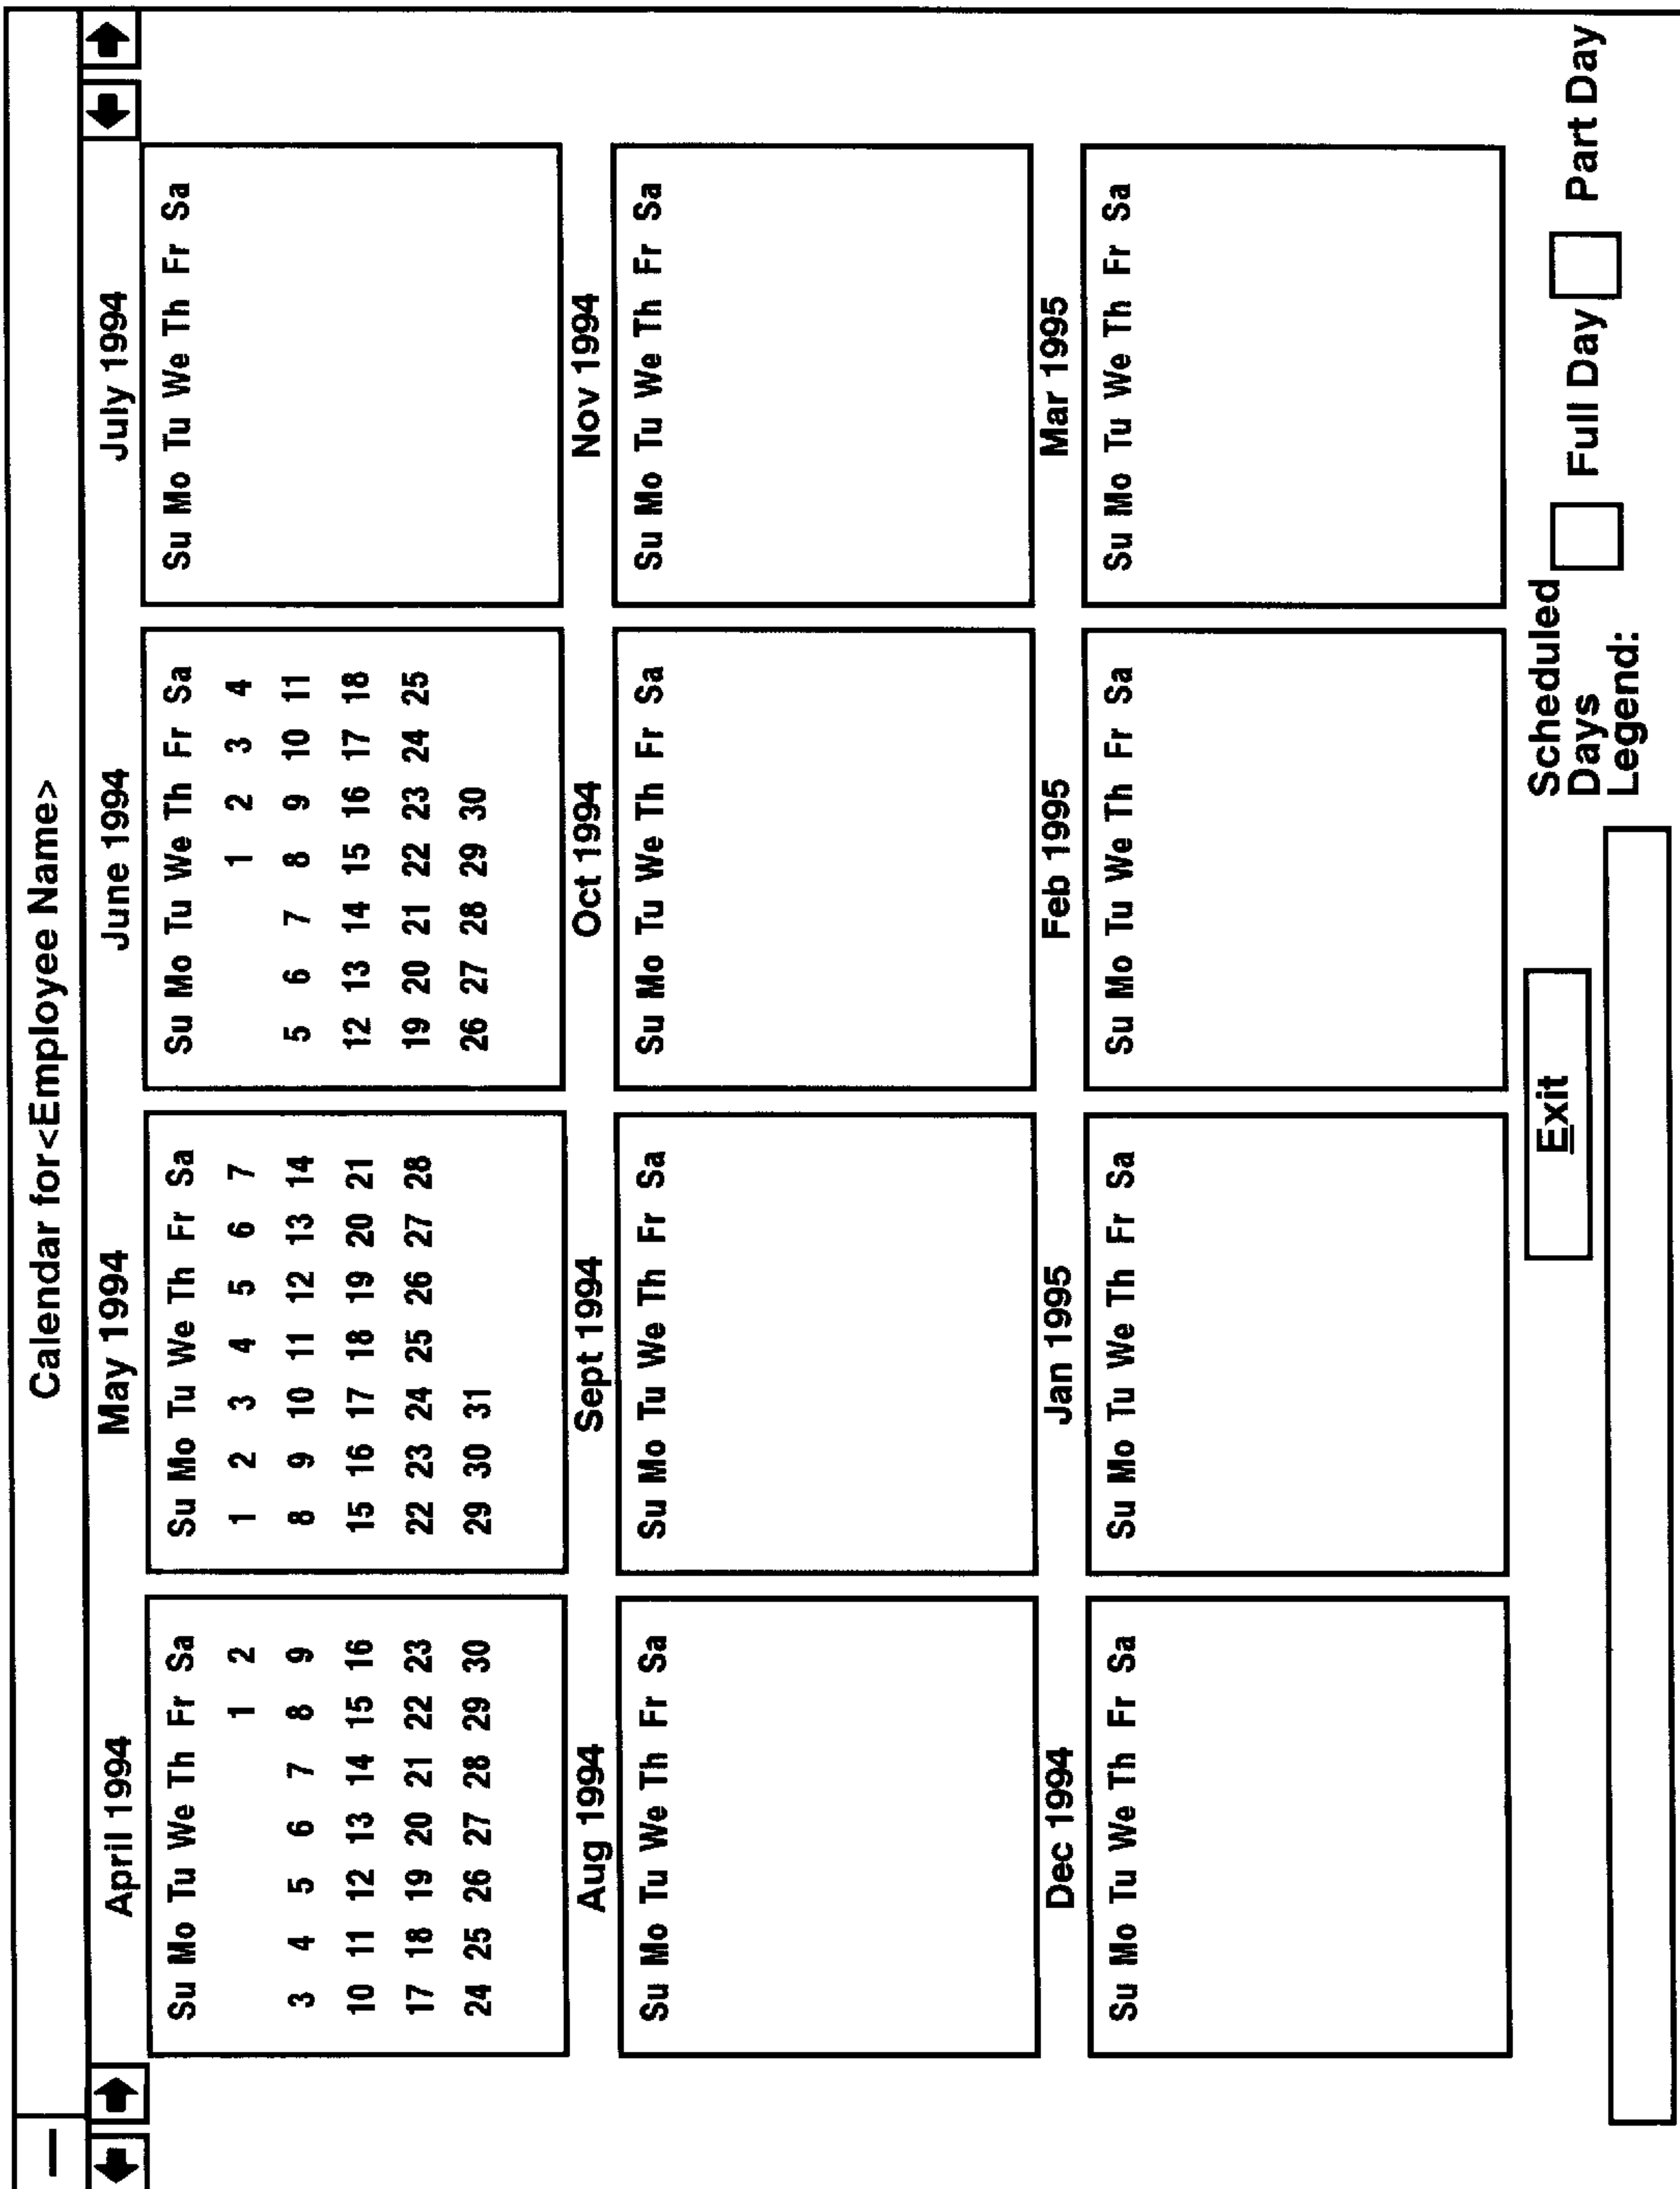 Calendar for<Employee Name>
April 1994 May 1994 June 1994 July 1994
Su Mo Tu We Th Fr Sa
1 2
3 4 5 6 7 8 9
10 11 12 13 14 15 16
17 18 19 20 21 22 23
24 25 26 27 28 29 30
Su Mo Tu We Th Fr Sa
1 2 3 4 5 6 7
8 9 10 11 12 13 14
15 16 17 18 19 20 21
22 23 24 25 26 27 28
29 30 31
Su Mo Tu We Th Fr Sa
1 2 3 4
5 6 7 8 9 10 11
12 13 14 15 16 17 18
19 20 21 22 23 24 25
26 27 28 29 30
Su Mo Tu We Th Fr Sa
Aug 1994 Sept 1994 Oct 1994 Nov 1994
Su Mo Tu We Th Fr Sa
Su Mo Tu We Th Fr Sa
Su Mo Tu We Th Fr Sa
Su Mo Tu We Th Fr Sa
Dec 1994 Jan 1995 Feb 1995 Mar 1995
Su Mo Tu We Th Fr Sa
Su Mo Tu We Th Fr Sa
Su Mo Tu We Th Fr Sa
Su Mo Tu We Th Fr Sa
Exit
Scheduled
Days
Legend:
Full Day
Part Day